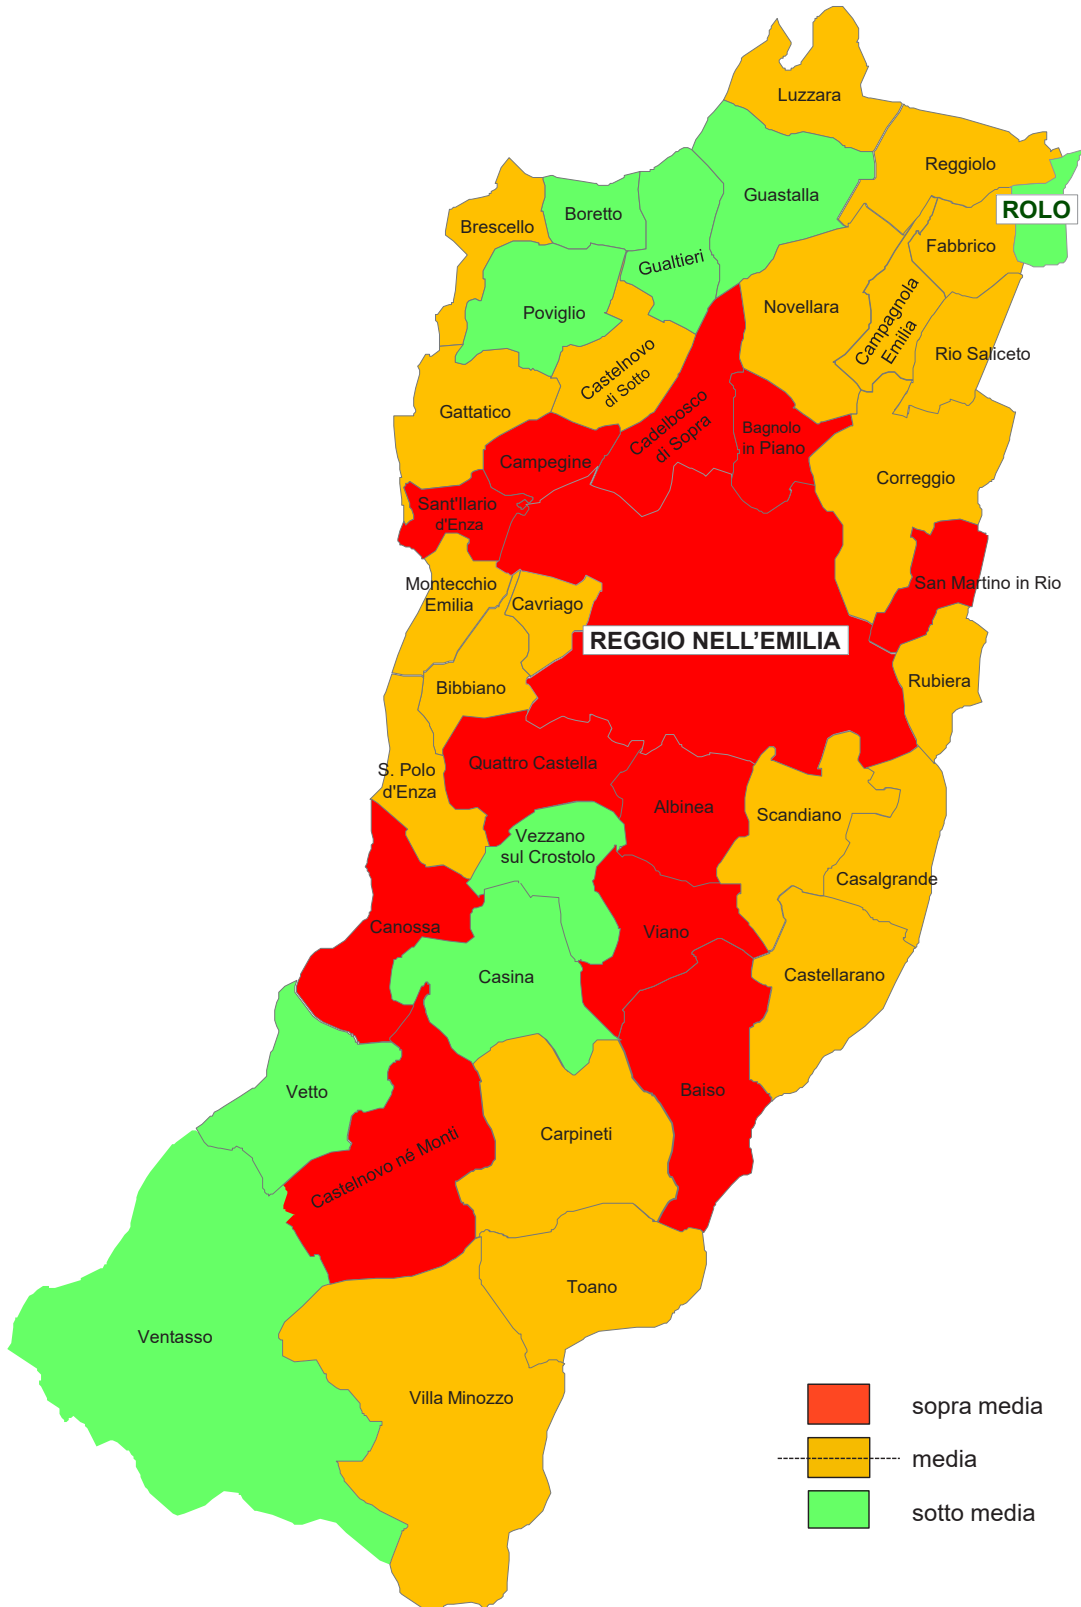 Luzzara
Reggiolo
ROLO
Guastalla
Boretto
Brescello
Fabbrico
Gualtieri
Novellara
Poviglio
Campagnola
Emilia
Rio Saliceto
Castelnovo
di Sotto
Gattatico
Cadelbosco
di Sopra
Bagnolo
in Piano
Campegine
Correggio
Sant'Ilario
d'Enza
Montecchio
Emilia
San Martino in Rio
Cavriago
REGGIO NELL'EMILIA
Rubiera
Bibbiano
Quattro Castella
S. Polo
d'Enza
Albinea
Scandiano
Vezzano
sul Crostolo
Casalgrande
Canossa
Viano
Casina
Castellarano
Vetto
Baiso
Carpineti
Castelnovo nè Monti
Toano
Ventasso
Villa Minozzo
sopra media
media
sotto media